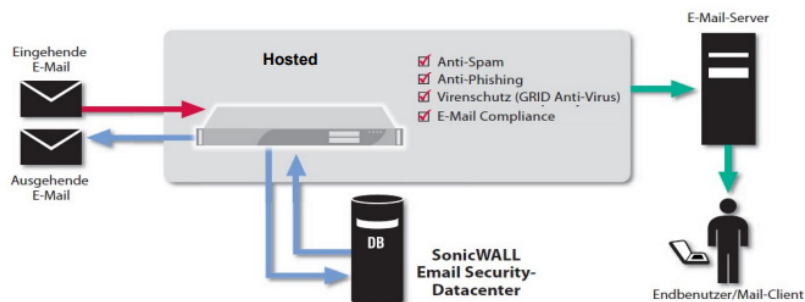 Eingehende
E-Mail
Ausgehende
E-Mail
Hosted
Anti-Spam
Anti-Phishing
Virenschutz (GRID Anti-Virus)
E-Mail Compliance
DB
SonicWALL
Email Security-
Datacenter
E-Mail-Server
Endbenutzer/Mail-Client